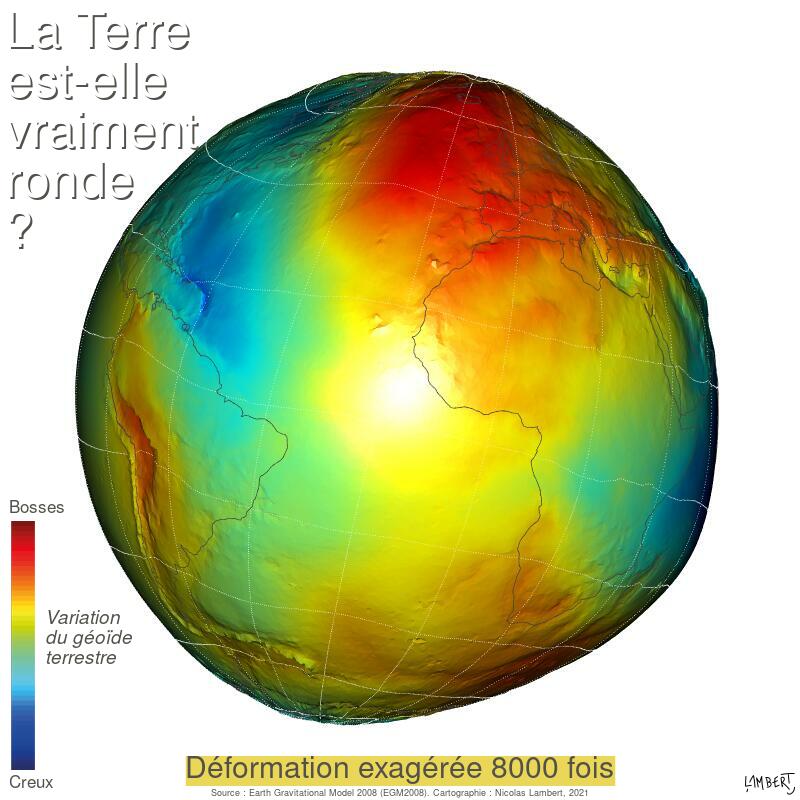 La Terre
est-elle
vraiment
ronde
?
Bosses
Variation
du géoïde
terrestre
Creux
Déformation exagérée 8000 fois
Source : Earth Gravitational Model 2008 (EGM2008). Cartographie : Nicolas Lambert, 2021
LAMBERT